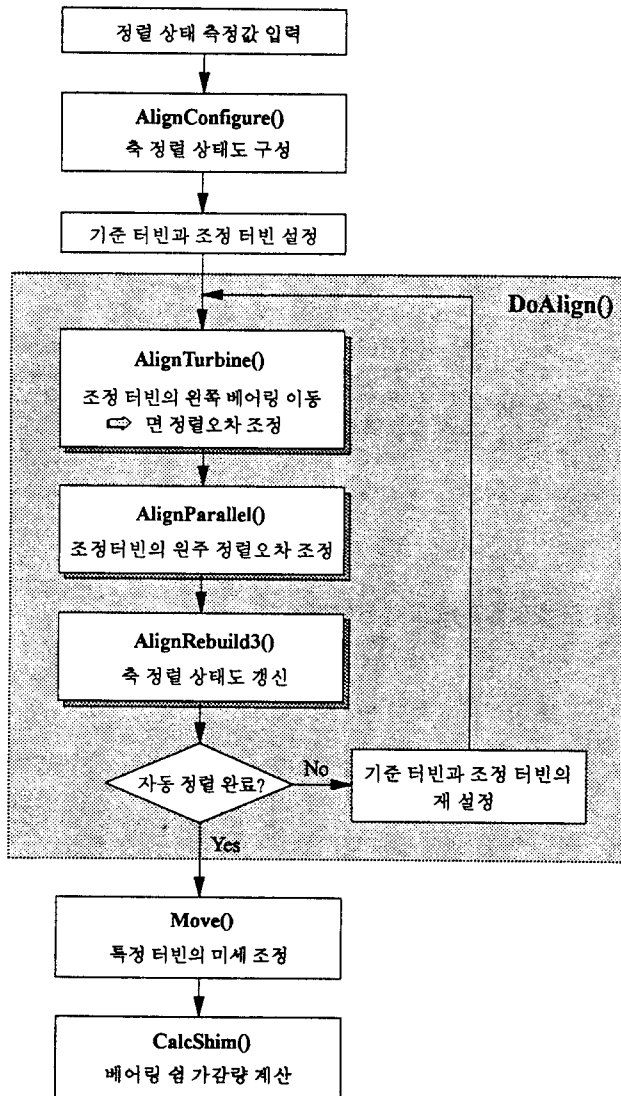 정렬 상태 측정값 입력
AlignConfigure()
축 정렬 상태도 구성
기준 터빈과 조정 터빈 설정
DoAlign()
AlignTurbine()
조정 터빈의 왼쪽 베어링 이동
⇨ 면 정렬오차 조정
AlignParallel()
조정터빈의 원주 정렬오차 조정
AlignRebuild3()
축 정렬 상태도 갱신
자동 정렬 완료?
No
기준 터빈과 조정 터빈의
재 설정
Yes
Move()
특정 터빈의 미세 조정
CalcShim()
베어링 쉼 가감량 계산